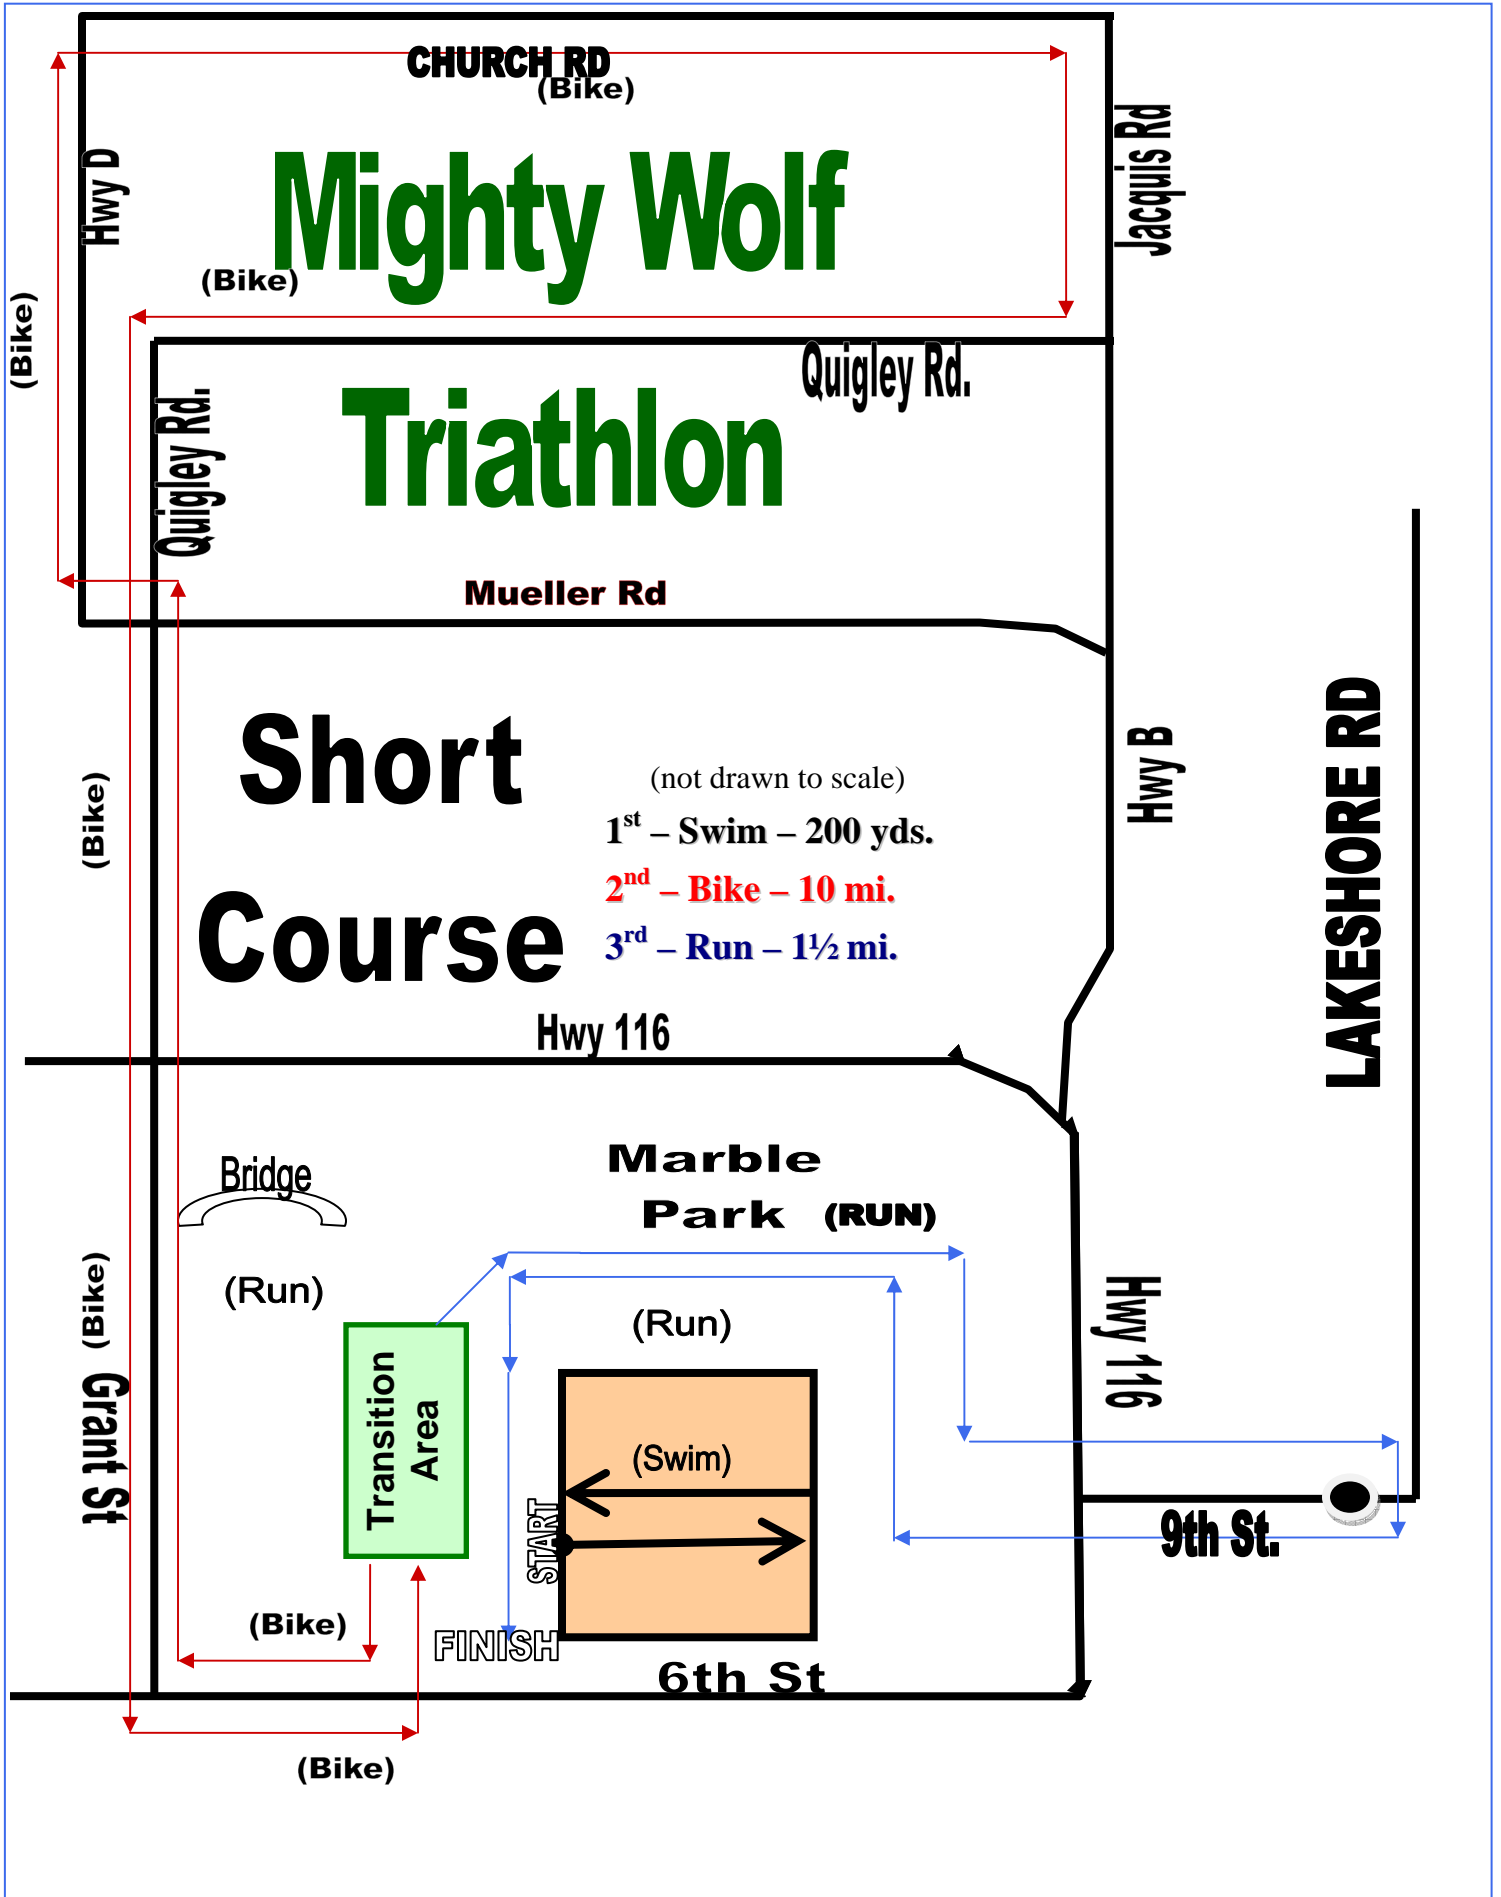 CHURCH RD
(Bike)
Hwy D
Jacquis Rd
Mighty Wolf
(Bike)
(Bike)
Quigley Rd.
Quigley Rd.
Triathlon
Mueller Rd
LAKESHORE RD
Short
Hwy B
(Bike)
(not drawn to scale)
1st – Swim – 200 yds.
2nd – Bike – 10 mi.
Course
3rd – Run – 1½ mi.
Hwy 116
Marble
Bridge
Park (RUN)
(Bike)
(Run)
(Run)
Hwy 116
Grant St
Transition
Area
(Swim)
START
9th St.
(Bike)
FINISH
6th St
(Bike)